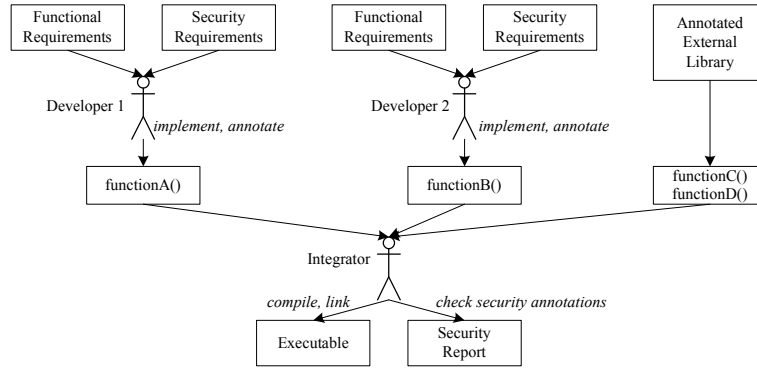 Functional
Requirements
Security
Requirements
Functional
Requirements
Security
Requirements
Annotated
External
Library
Developer 1
implement, annotate
Developer 2
implement, annotate
functionA()
functionB()
functionC()
functionD()
Integrator
compile, link
check security annotations
Executable
Security
Report